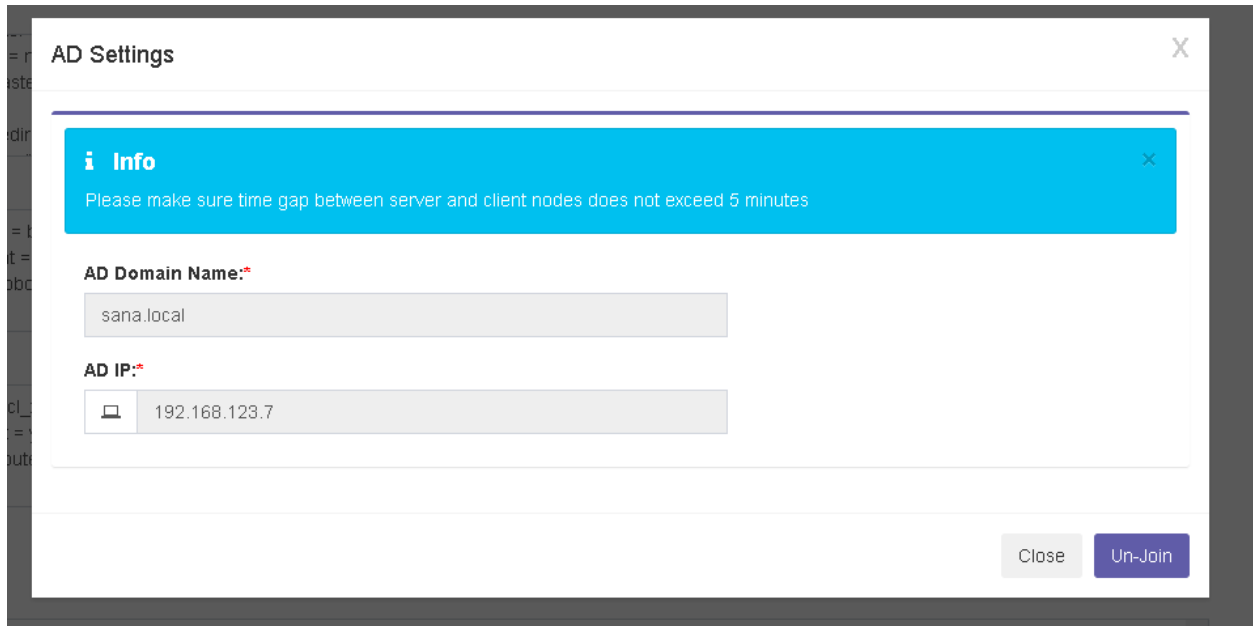 AD Settings
X
Info
×
Please make sure time gap between server and client nodes does not exceed 5 minutes
AD Domain Name:*
sana.local
AD IP:*
192.168.123.7
Close
Un-Join